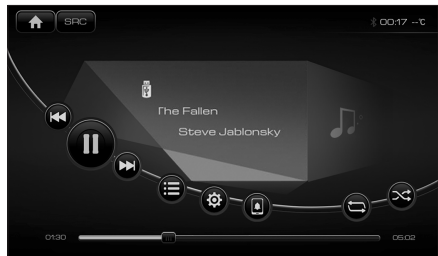 SRC
00:17 --℃
The Fallen
Steve Jablonsky
01:30
05:02